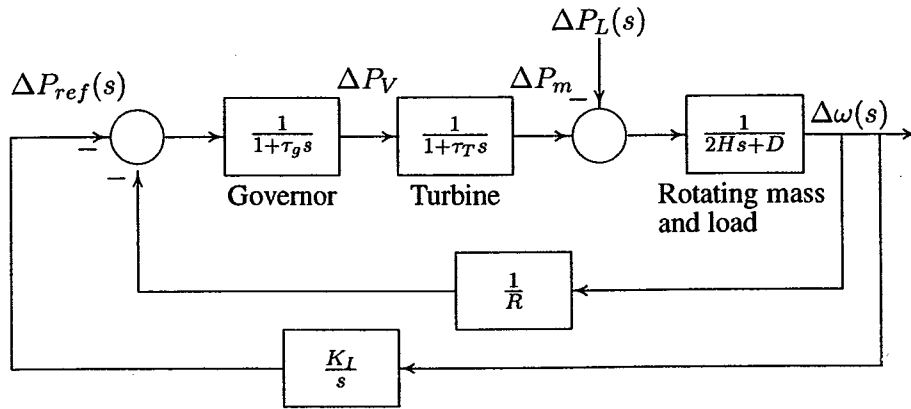 ΔP_L(s)
ΔP_ref(s)
ΔP_V
ΔP_m
−
−
−
1/(1+τ_g s)
1/(1+τ_T s)
1/(2Hs+D)
Δω(s)
Governor
Turbine
Rotating mass
and load
1/R
K_I/s